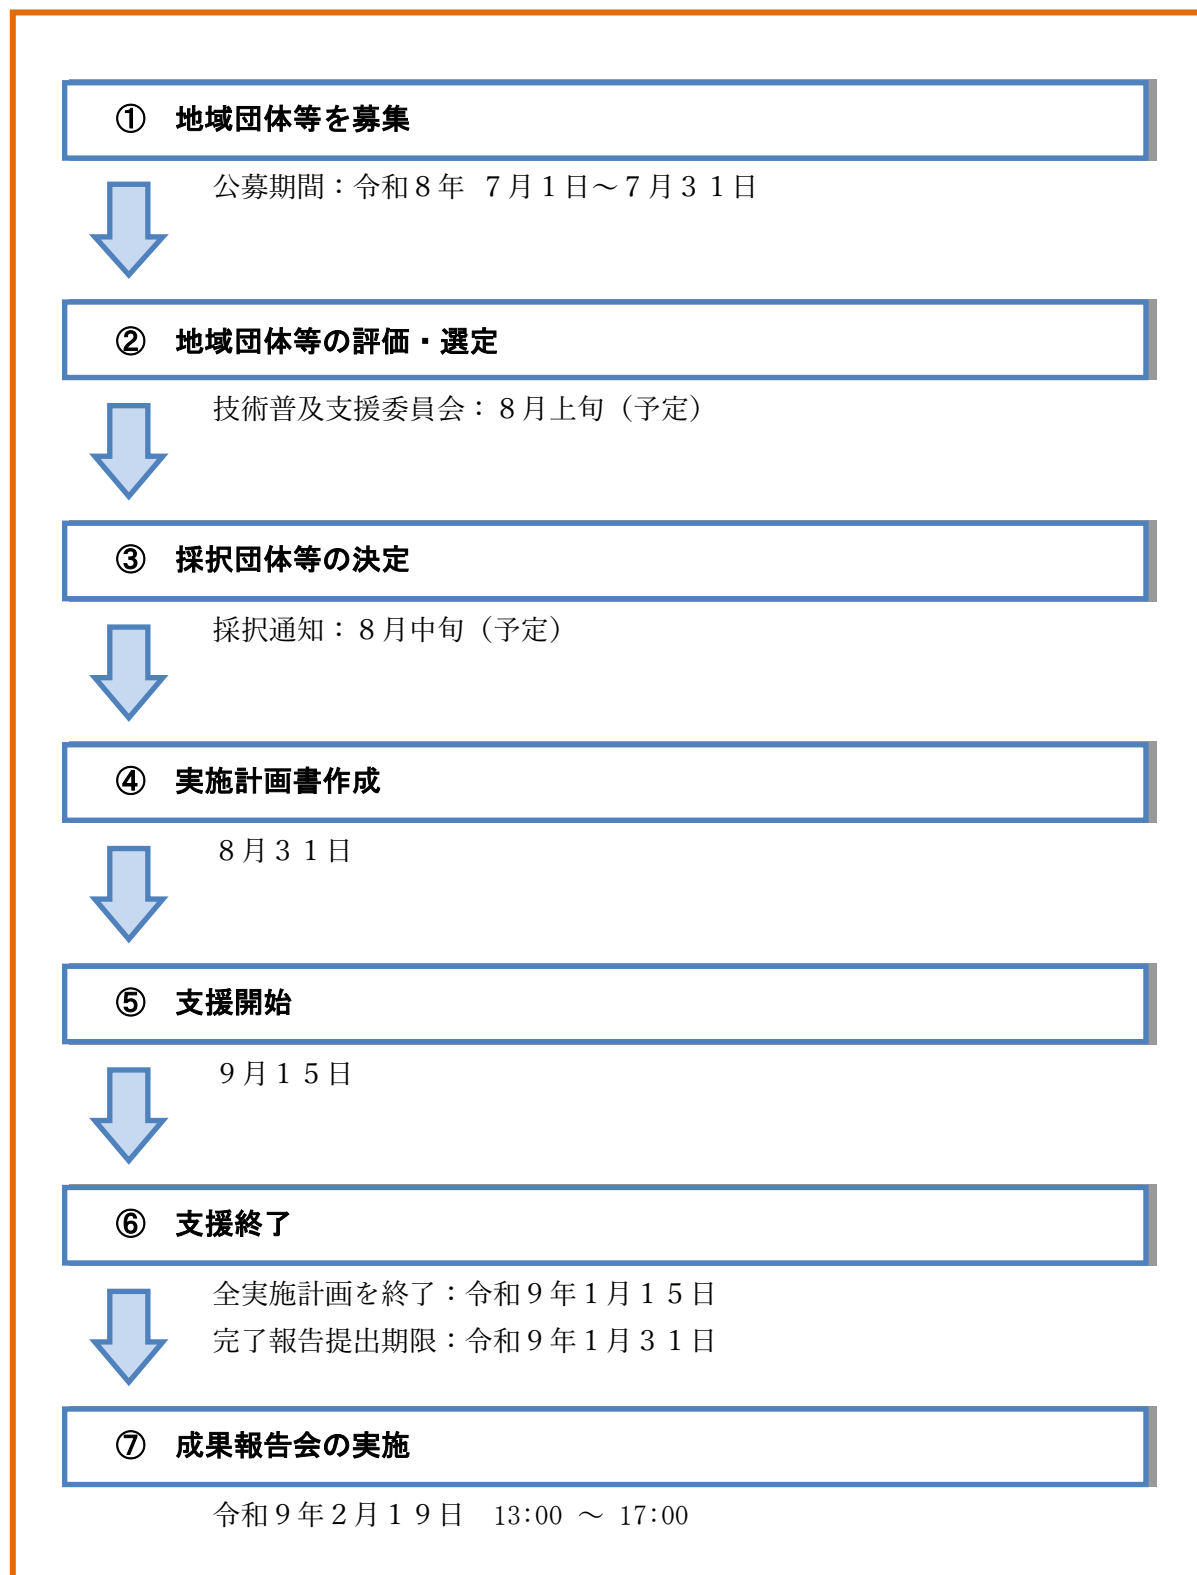 ① 地域団体等を募集
公募期間：令和８年 ７月１日～７月３１日
② 地域団体等の評価・選定
技術普及支援委員会：８月上旬（予定）
③ 採択団体等の決定
採択通知：８月中旬（予定）
④ 実施計画書作成
８月３１日
⑤ 支援開始
９月１５日
⑥ 支援終了
全実施計画を終了：令和９年１月１５日
完了報告提出期限：令和９年１月３１日
⑦ 成果報告会の実施
令和９年２月１９日 13:00 ～ 17:00